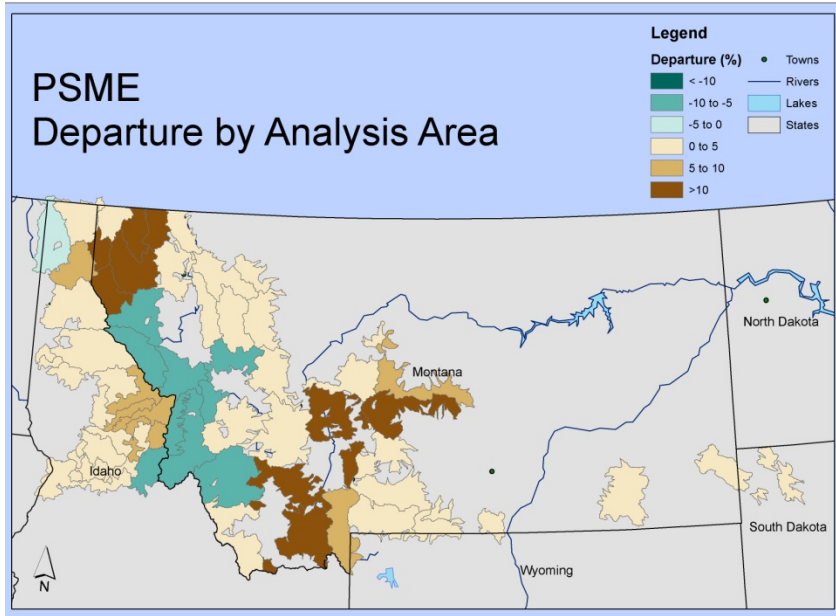 PSME
Departure by Analysis Area
Legend
Departure (%)
< -10
-10 to -5
-5 to 0
0 to 5
5 to 10
>10
Towns
Rivers
Lakes
States
North Dakota
Montana
Idaho
South Dakota
Wyoming
N